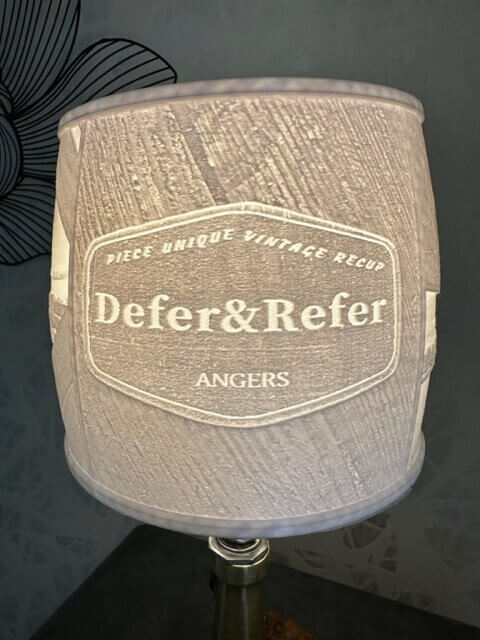 PIECE UNIQUE VINTAGE RECUP
Defer&Refer
ANGERS